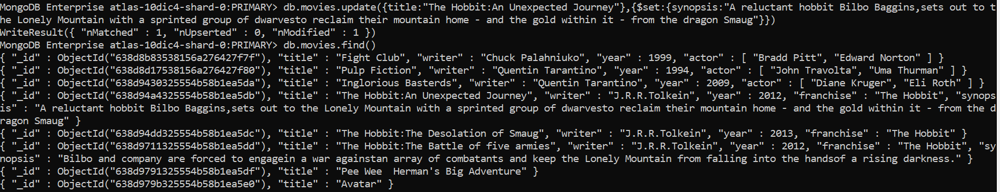 MongoDB Enterprise atlas-10dic4-shard-0:PRIMARY> db.movies.update({title:"The Hobbit:An Unexpected Journey"},{$set:{synopsis:"A reluctant hobbit Bilbo Baggins,sets out to t
he Lonely Mountain with a sprinted group of dwarvesto reclaim their mountain home - and the gold within it - from the dragon Smaug"}})
WriteResult({ "nMatched" : 1, "nUpserted" : 0, "nModified" : 1 })
MongoDB Enterprise atlas-10dic4-shard-0:PRIMARY> db.movies.find()
{ "_id" : ObjectId("638d8b83538156a276427f7f"), "title" : "Fight Club", "writer" : "Chuck Palahniuko", "year" : 1999, "actor" : [ "Bradd Pitt", "Edward Norton" ] }
{ "_id" : ObjectId("638d8d17538156a276427f80"), "title" : "Pulp Fiction", "writer" : "Quentin Tarantino", "year" : 1994, "actor" : [ "John Travolta", "Uma Thurman" ] }
{ "_id" : ObjectId("638d9430325554b58b1ea5da"), "title" : "Inglorious Basterds", "writer" : "Quentin Tarantino", "year" : 2009, "actor" : [ "Diane Kruger", "Eli Roth" ] }
{ "_id" : ObjectId("638d94a4325554b58b1ea5db"), "title" : "The Hobbit:An Unexpected Journey", "writer" : "J.R.R.Tolkein", "year" : 2012, "franchise" : "The Hobbit", "synops
is" : "A reluctant hobbit Bilbo Baggins,sets out to the Lonely Mountain with a sprinted group of dwarvesto reclaim their mountain home - and the gold within it - from the d
ragon Smaug" }
{ "_id" : ObjectId("638d94dd325554b58b1ea5dc"), "title" : "The Hobbit:The Desolation of Smaug", "writer" : "J.R.R.Tolkein", "year" : 2013, "franchise" : "The Hobbit" }
{ "_id" : ObjectId("638d9711325554b58b1ea5dd"), "title" : "The Hobbit:The Battle of five armies", "writer" : "J.R.R.Tolkein", "year" : 2012, "franchise" : "The Hobbit", "sy
nopsis" : "Bilbo and company are forced to engagein a war againstan array of combatants and keep the Lonely Mountain from falling into the handsof a rising darkness." }
{ "_id" : ObjectId("638d9791325554b58b1ea5df"), "title" : "Pee Wee  Herman's Big Adventure" }
{ "_id" : ObjectId("638d979b325554b58b1ea5e0"), "title" : "Avatar" }